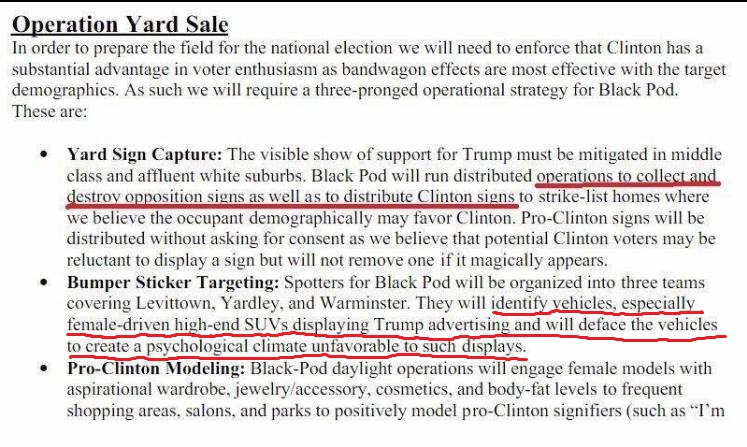 Operation Yard Sale
In order to prepare the field for the national election we will need to enforce that Clinton has a
substantial advantage in voter enthusiasm as bandwagon effects are most effective with the target
demographics. As such we will require a three-pronged operational strategy for Black Pod.
These are:
• Yard Sign Capture: The visible show of support for Trump must be mitigated in middle
class and affluent white suburbs. Black Pod will run distributed operations to collect and
destroy opposition signs as well as to distribute Clinton signs to strike-list homes where
we believe the occupant demographically may favor Clinton. Pro-Clinton signs will be
distributed without asking for consent as we believe that potential Clinton voters may be
reluctant to display a sign but will not remove one if it magically appears.
• Bumper Sticker Targeting: Spotters for Black Pod will be organized into three teams
covering Levittown, Yardley, and Warminster. They will identify vehicles, especially
female-driven high-end SUVs displaying Trump advertising and will deface the vehicles
to create a psychological climate unfavorable to such displays.
• Pro-Clinton Modeling: Black-Pod daylight operations will engage female models with
aspirational wardrobe, jewelry/accessory, cosmetics, and body-fat levels to frequent
shopping areas, salons, and parks to positively model pro-Clinton signifiers (such as “I’m